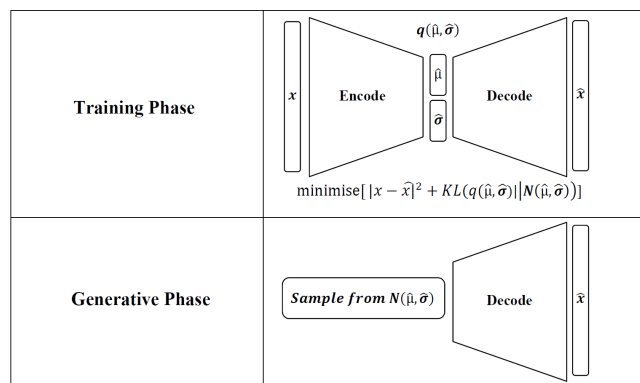 Training Phase
q(μ̂, σ̂)
x
Encode
μ̂
σ̂
Decode
x̂
minimise[ |x − x̂|² + KL(q(μ̂, σ̂)||N(μ̂, σ̂))]
Generative Phase
Sample from N(μ̂, σ̂)
Decode
x̂